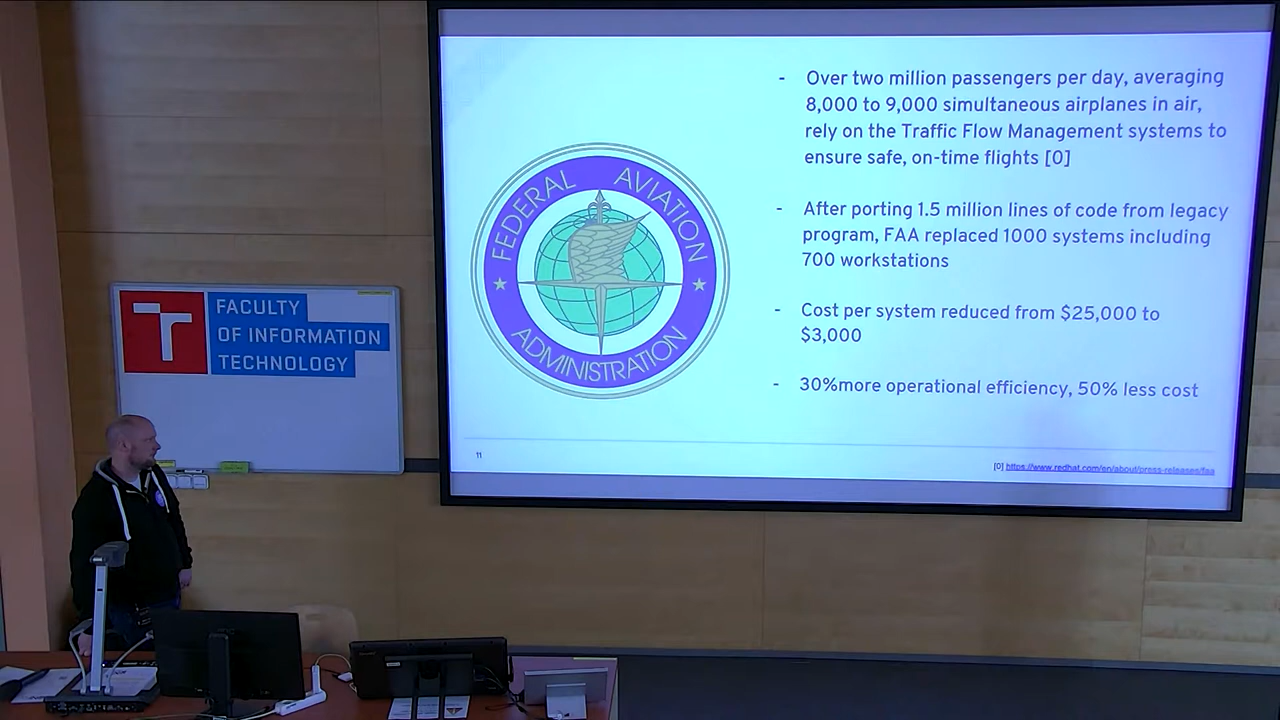 FACULTY
OF INFORMATION
TECHNOLOGY
FEDERAL AVIATION
ADMINISTRATION
- Over two million passengers per day, averaging
8,000 to 9,000 simultaneous airplanes in air,
rely on the Traffic Flow Management systems to
ensure safe, on-time flights [0]
- After porting 1.5 million lines of code from legacy
program, FAA replaced 1000 systems including
700 workstations
- Cost per system reduced from $25,000 to
$3,000
- 30%more operational efficiency, 50% less cost
11
[0] https://www.redhat.com/en/about/press-releases/faa